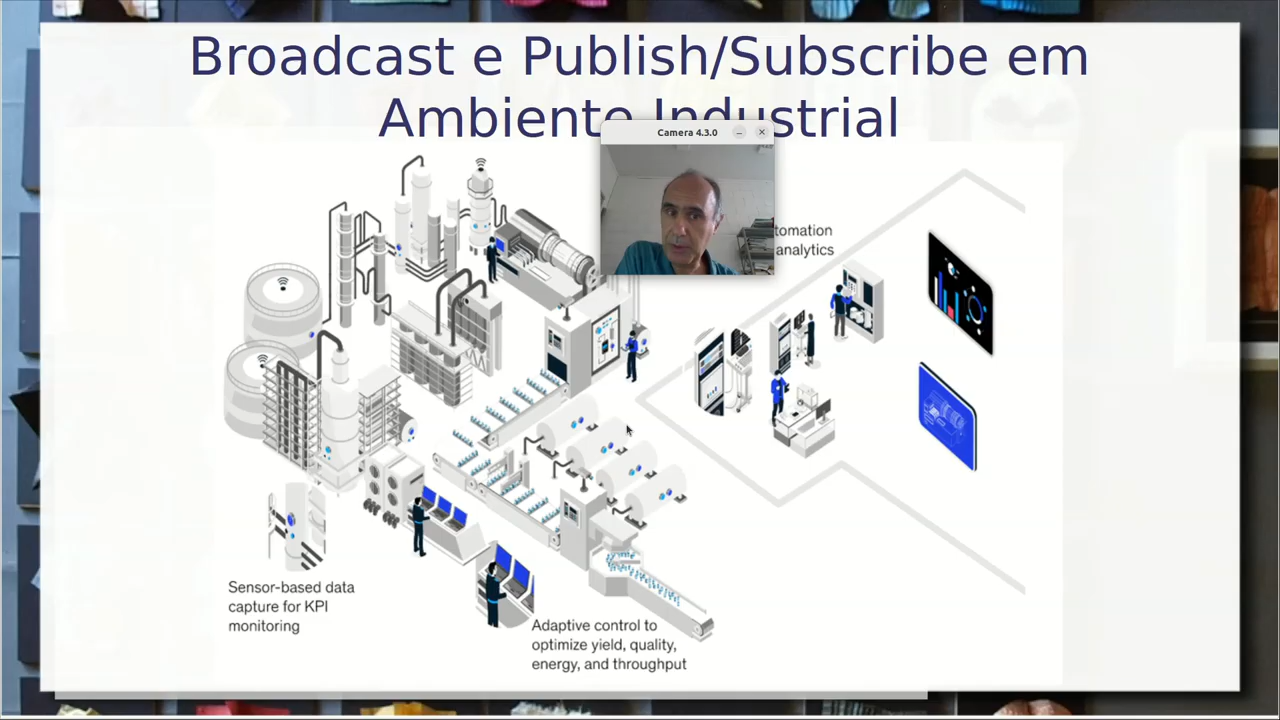 Broadcast e Publish/Subscribe em
Ambiente Industrial
Camera 4.3.0
analytics
Sensor-based data
capture for KPI
monitoring
Adaptive control to
optimize yield, quality,
energy, and throughput